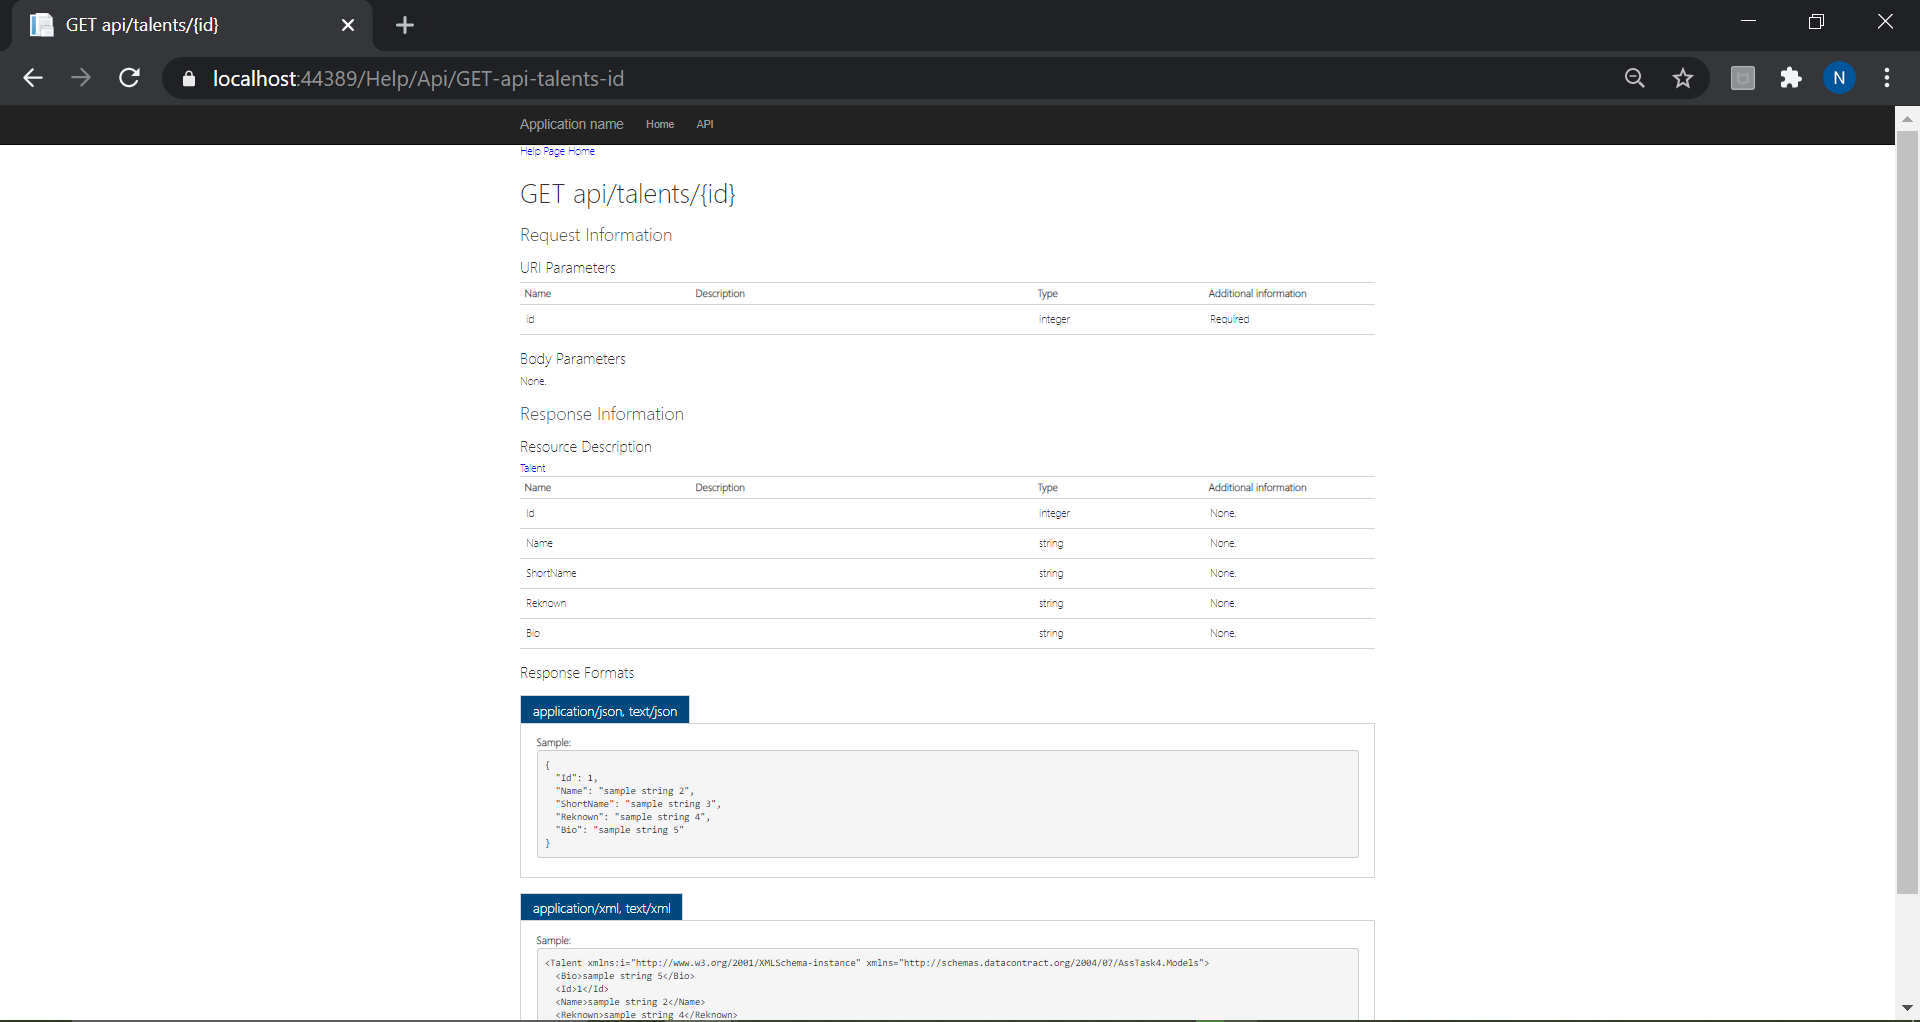 GET api/talents/{id}
localhost:44389/Help/Api/GET-api-talents-id
N
Application name Home API
Help Page Home
GET api/talents/{id}
Request Information
URI Parameters
Name Description Type Additional information
id integer Required
Body Parameters
None.
Response Information
Resource Description
Talent
Name Description Type Additional information
Id integer None.
Name string None.
ShortName string None.
Reknown string None.
Bio string None.
Response Formats
application/json, text/json
Sample:
{
"Id": 1,
"Name": "sample string 2",
"ShortName": "sample string 3",
"Reknown": "sample string 4",
"Bio": "sample string 5"
}
application/xml, text/xml
Sample:
<Talent xmlns:i="http://www.w3.org/2001/XMLSchema-instance" xmlns="http://schemas.datacontract.org/2004/07/AssTask4.Models">
<Bio>sample string 5</Bio>
<Id>1</Id>
<Name>sample string 2</Name>
<Reknown>sample string 4</Reknown>